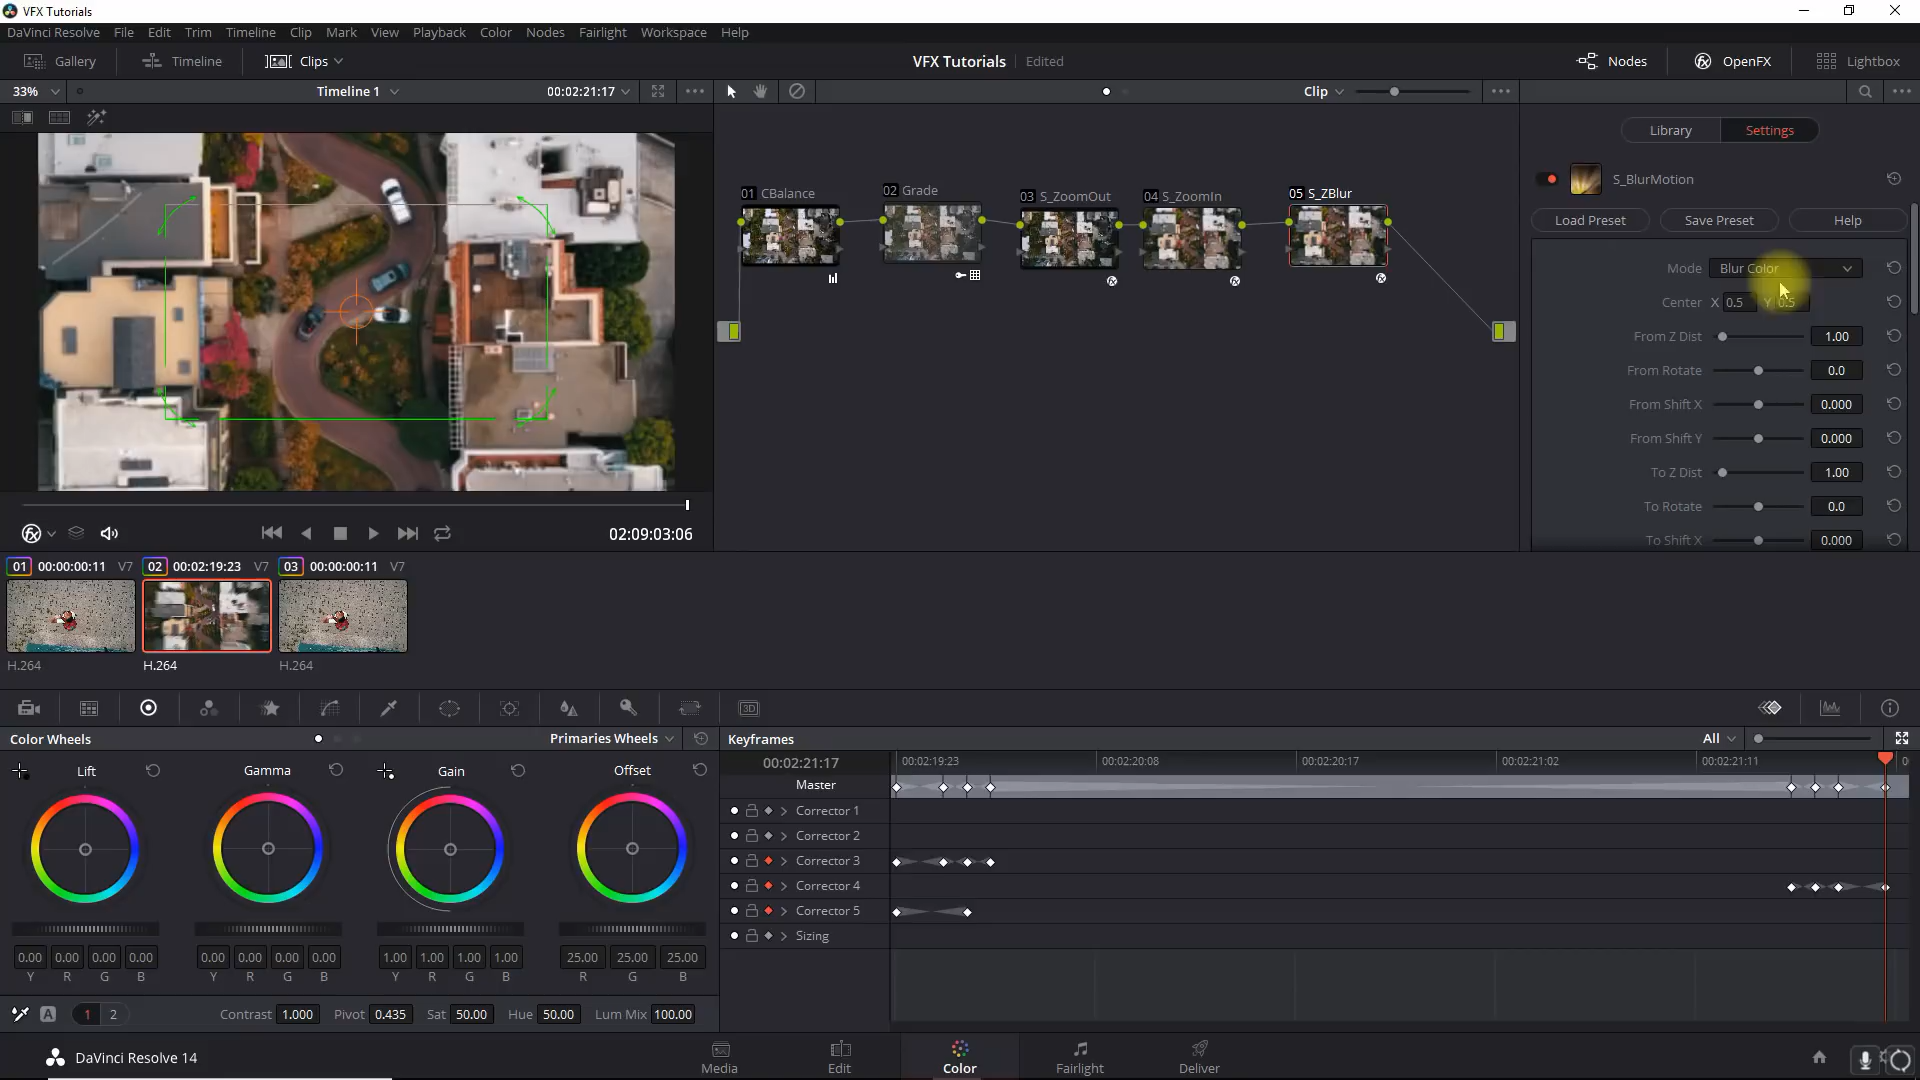 VFX Tutorials
DaVinci Resolve File Edit Trim Timeline Clip Mark View Playback Color Nodes Fairlight Workspace Help
Gallery Timeline Clips VFX Tutorials Edited Nodes OpenFX Lightbox
33% Timeline 1 00:02:21:17 Clip
Library Settings
01 CBalance 02 Grade 03 S_ZoomOut 04 S_ZoomIn 05 S_ZBlur
S_BlurMotion
Load Preset Save Preset Help
Mode Blur Color
Center X 0.5 Y 0.5
From Z Dist 1.00
From Rotate 0.0
From Shift X 0.000
From Shift Y 0.000
To Z Dist 1.00
To Rotate 0.0
To Shift X 0.000
02:09:03:06
01 00:00:00:11 V7 02 00:02:19:23 V7 03 00:00:00:11 V7
H.264 H.264 H.264
3D
Color Wheels Primaries Wheels Keyframes All
00:02:21:17 00:02:19:23 00:02:20:08 00:02:20:17 00:02:21:02 00:02:21:11
Lift Gamma Gain Offset
Master
Corrector 1
Corrector 2
Corrector 3
Corrector 4
Corrector 5
Sizing
0.00 0.00 0.00 0.00 0.00 0.00 0.00 0.00 1.00 1.00 1.00 1.00 25.00 25.00 25.00
Y R G B Y R G B Y R G B R G B
A 1 2 Contrast 1.000 Pivot 0.435 Sat 50.00 Hue 50.00 Lum Mix 100.00
DaVinci Resolve 14 Media Edit Color Fairlight Deliver